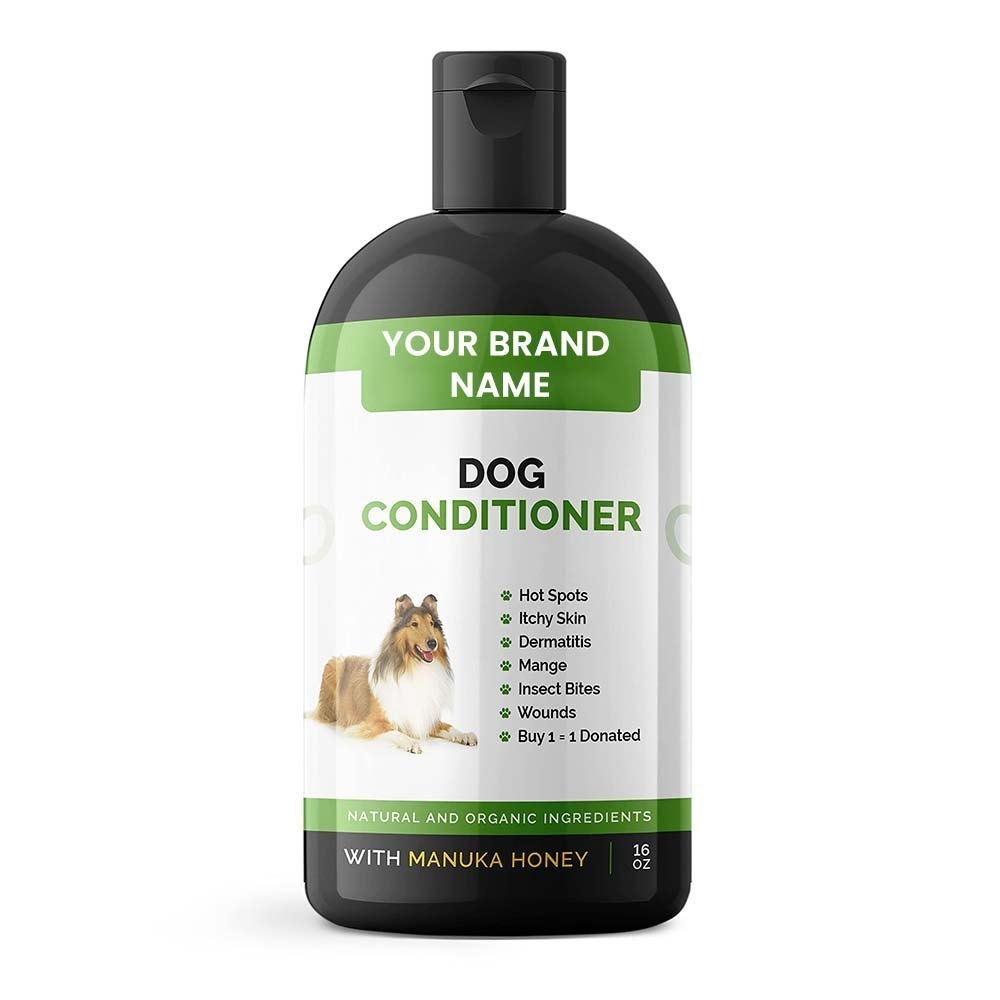 YOUR BRAND
NAME
DOG
CONDITIONER
Hot Spots
Itchy Skin
Dermatitis
Mange
Insect Bites
Wounds
Buy 1 = 1 Donated
NATURAL AND ORGANIC INGREDIENTS
WITH MANUKA HONEY
16
OZ